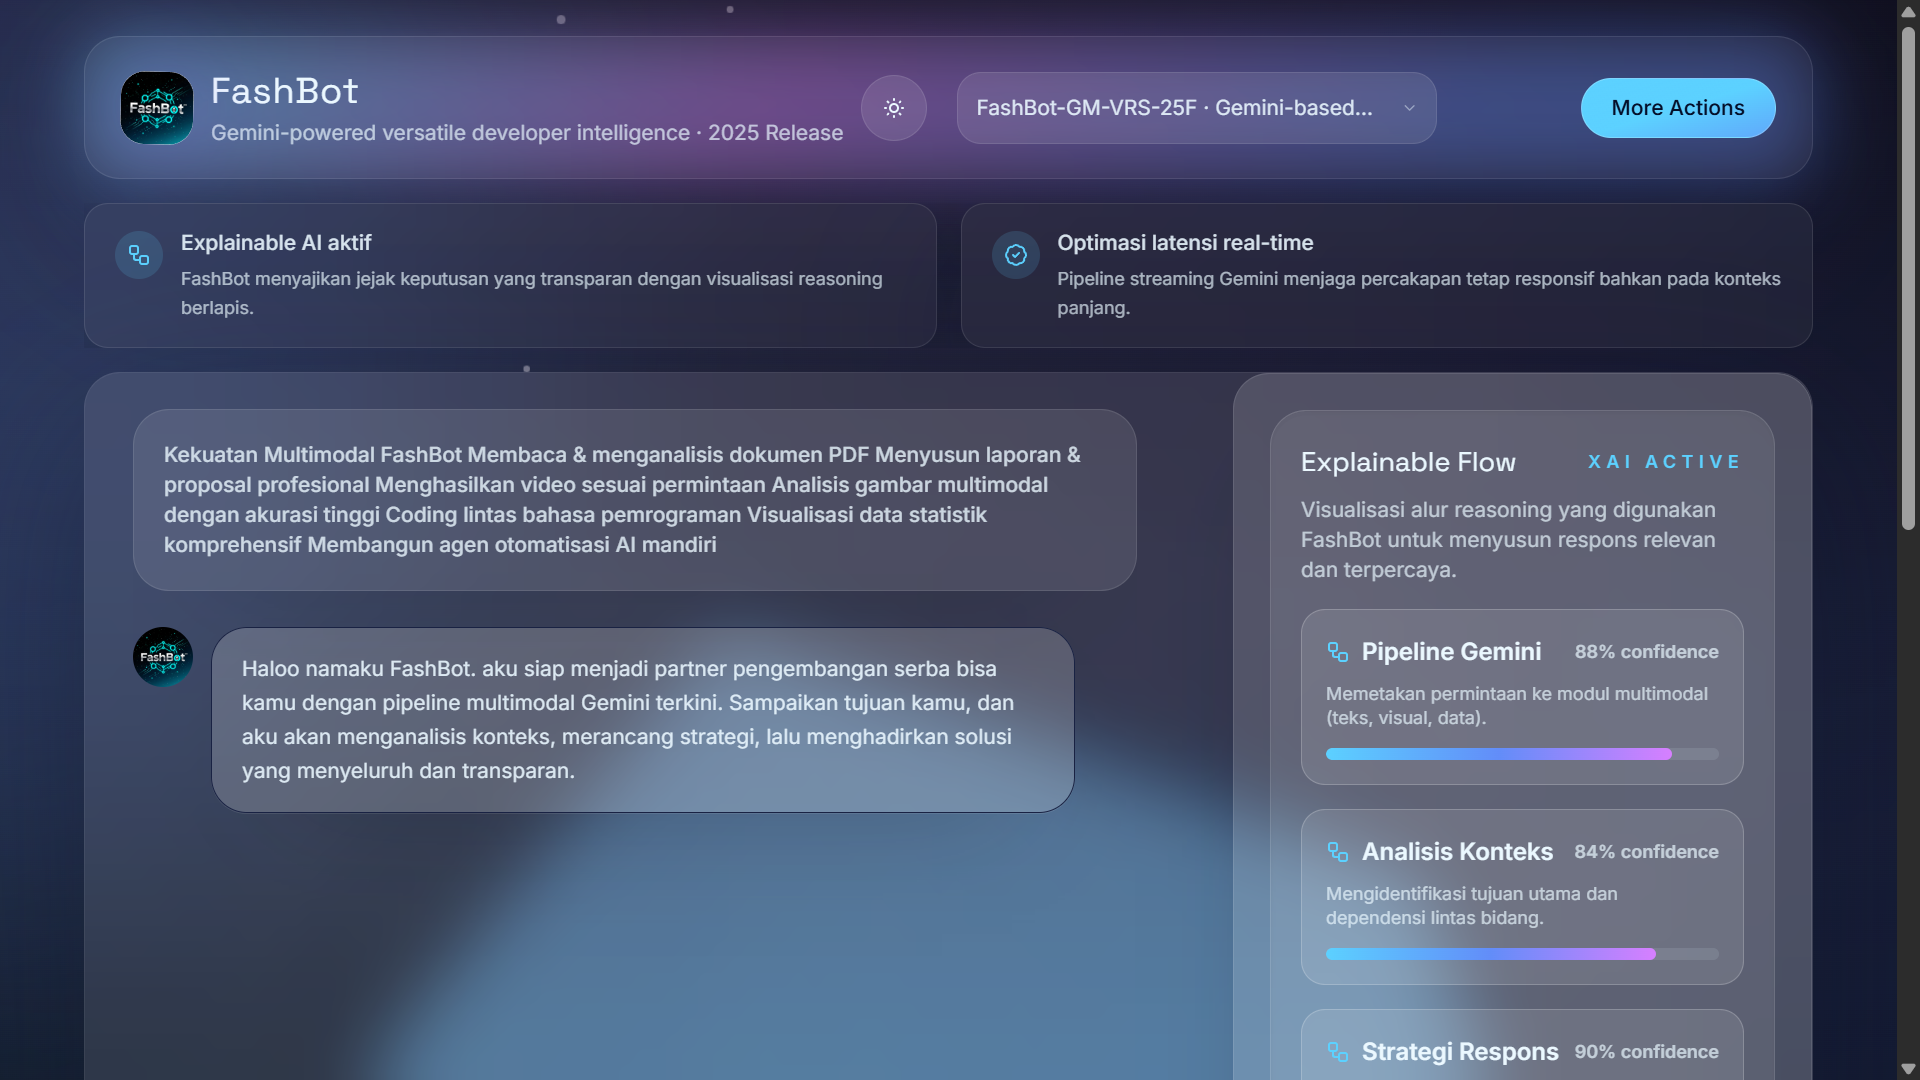 FashBot
FashBot
Gemini-powered versatile developer intelligence · 2025 Release
FashBot-GM-VRS-25F · Gemini-based...
More Actions
Explainable AI aktif
FashBot menyajikan jejak keputusan yang transparan dengan visualisasi reasoning
berlapis.
Optimasi latensi real-time
Pipeline streaming Gemini menjaga percakapan tetap responsif bahkan pada konteks
panjang.
Kekuatan Multimodal FashBot Membaca & menganalisis dokumen PDF Menyusun laporan &
proposal profesional Menghasilkan video sesuai permintaan Analisis gambar multimodal
dengan akurasi tinggi Coding lintas bahasa pemrograman Visualisasi data statistik
komprehensif Membangun agen otomatisasi AI mandiri
FashBot
Haloo namaku FashBot. aku siap menjadi partner pengembangan serba bisa
kamu dengan pipeline multimodal Gemini terkini. Sampaikan tujuan kamu, dan
aku akan menganalisis konteks, merancang strategi, lalu menghadirkan solusi
yang menyeluruh dan transparan.
Explainable Flow
XAI ACTIVE
Visualisasi alur reasoning yang digunakan
FashBot untuk menyusun respons relevan
dan terpercaya.
Pipeline Gemini
88% confidence
Memetakan permintaan ke modul multimodal
(teks, visual, data).
Analisis Konteks
84% confidence
Mengidentifikasi tujuan utama dan
dependensi lintas bidang.
Strategi Respons
90% confidence